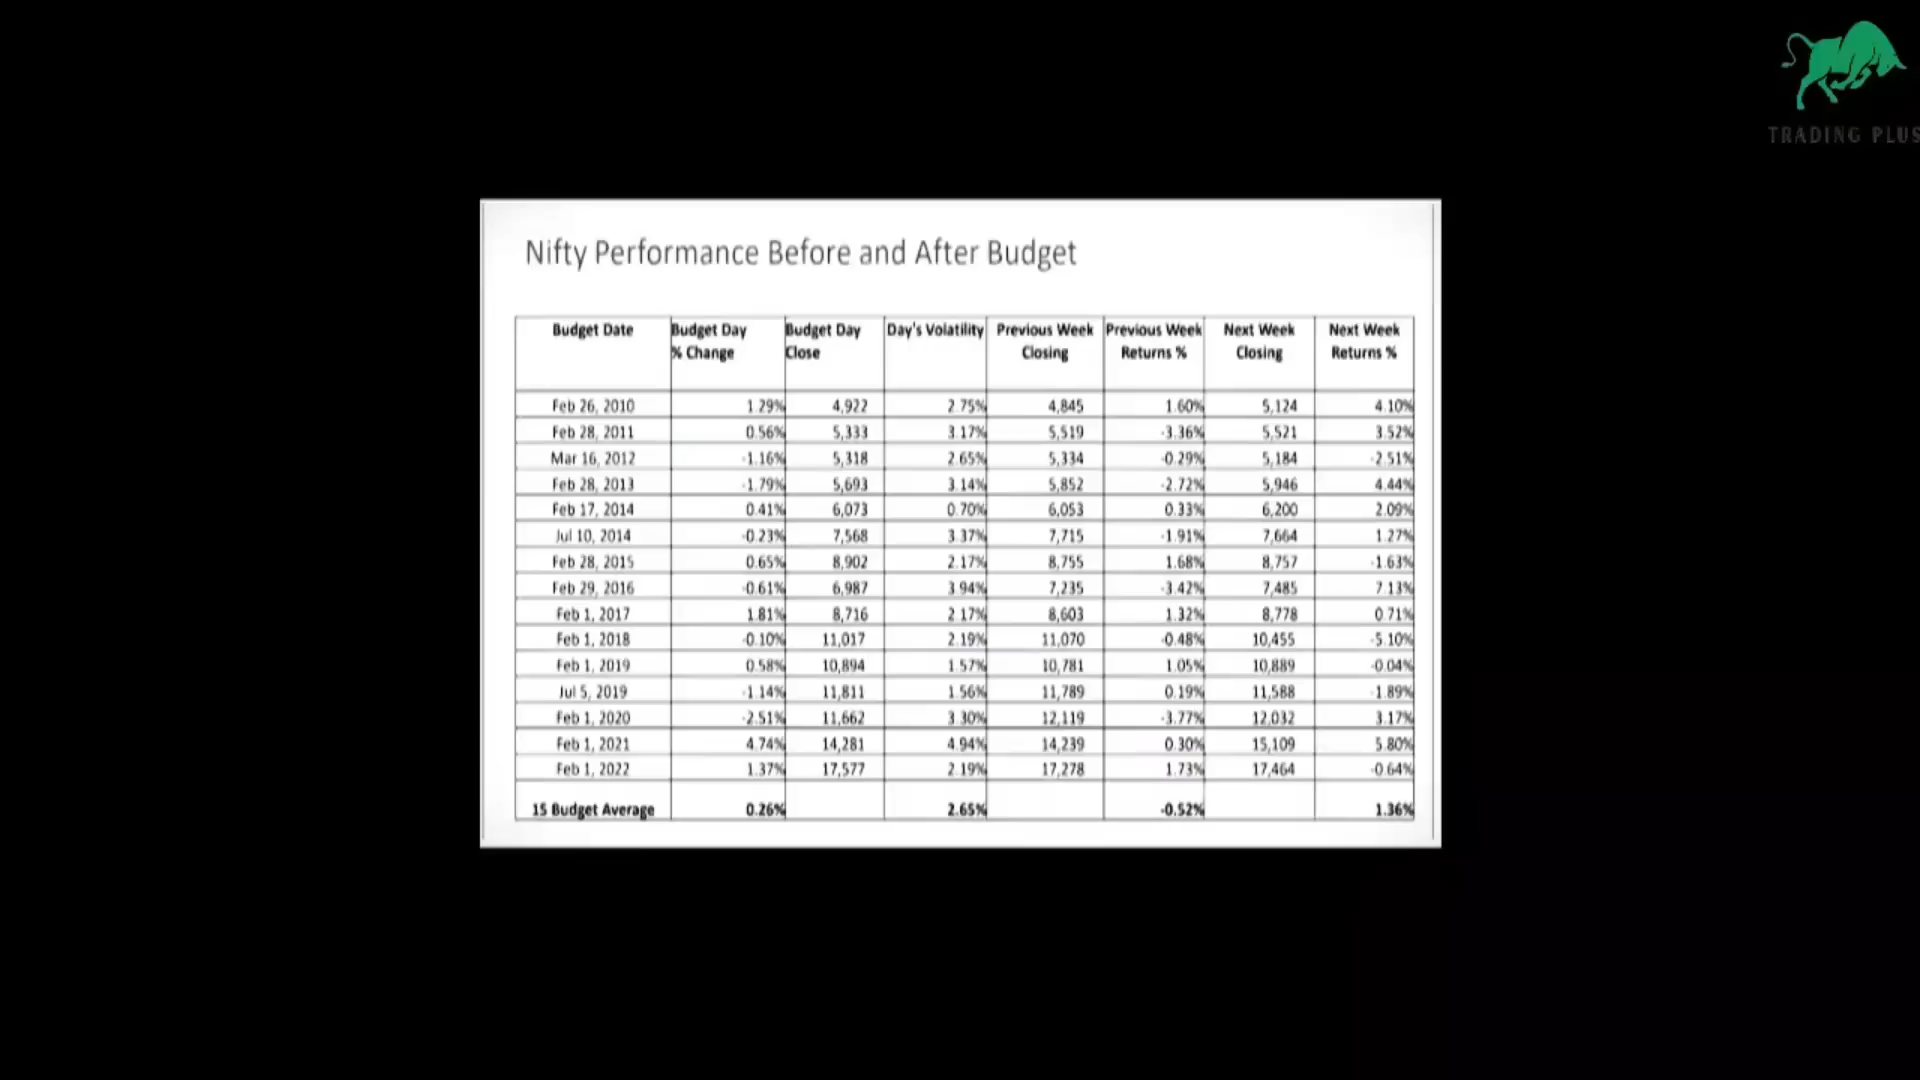 TRADING PLUS
Nifty Performance Before and After Budget
Budget Date Budget Day % Change Budget Day Close Day's Volatility Previous Week Closing Previous Week Returns % Next Week Closing Next Week Returns %
Feb 26, 2010 1.29% 4,922 2.75% 4,845 1.60% 5,124 4.10%
Feb 28, 2011 0.56% 5,333 3.17% 5,519 -3.36% 5,521 3.52%
Mar 16, 2012 -1.16% 5,318 2.65% 5,334 -0.29% 5,184 -2.51%
Feb 28, 2013 -1.79% 5,693 3.14% 5,852 -2.72% 5,946 4.44%
Feb 17, 2014 0.41% 6,073 0.70% 6,053 0.33% 6,200 2.09%
Jul 10, 2014 -0.23% 7,568 3.37% 7,715 -1.91% 7,664 1.27%
Feb 28, 2015 0.65% 8,902 2.17% 8,755 1.68% 8,757 -1.63%
Feb 29, 2016 -0.61% 6,987 3.94% 7,235 -3.42% 7,485 7.13%
Feb 1, 2017 1.81% 8,716 2.17% 8,603 1.32% 8,778 0.71%
Feb 1, 2018 -0.10% 11,017 2.19% 11,070 -0.48% 10,455 -5.10%
Feb 1, 2019 0.58% 10,894 1.57% 10,781 1.05% 10,889 -0.04%
Jul 5, 2019 -1.14% 11,811 1.56% 11,789 0.19% 11,588 -1.89%
Feb 1, 2020 -2.51% 11,662 3.30% 12,119 -3.77% 12,032 3.17%
Feb 1, 2021 4.74% 14,281 4.94% 14,239 0.30% 15,109 5.80%
Feb 1, 2022 1.37% 17,577 2.19% 17,278 1.73% 17,464 -0.64%
15 Budget Average 0.26% 2.65% -0.52% 1.36%